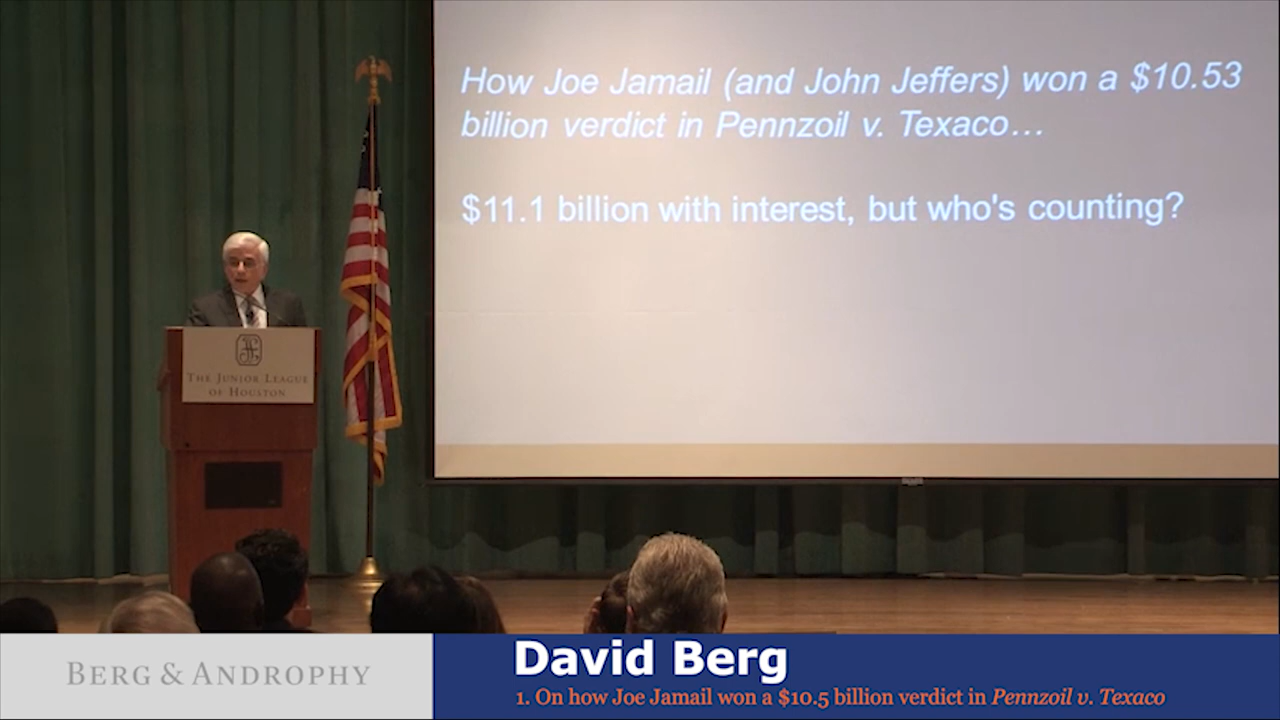 How Joe Jamail (and John Jeffers) won a $10.53
billion verdict in Pennzoil v. Texaco…
$11.1 billion with interest, but who's counting?
THE JUNIOR LEAGUE
OF HOUSTON
BERG & ANDROPHY
David Berg
1. On how Joe Jamail won a $10.5 billion verdict in Pennzoil v. Texaco